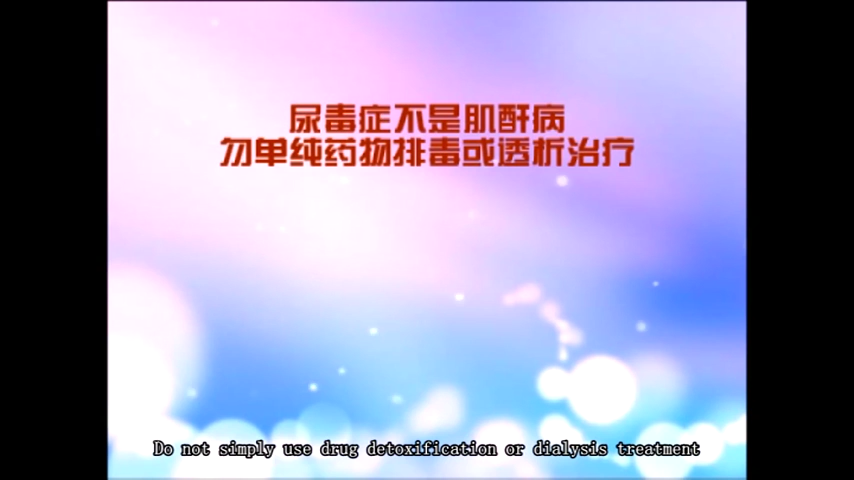 尿毒症不是肌酐病
勿单纯药物排毒或透析治疗
Do not simply use drug detoxification or dialysis treatment